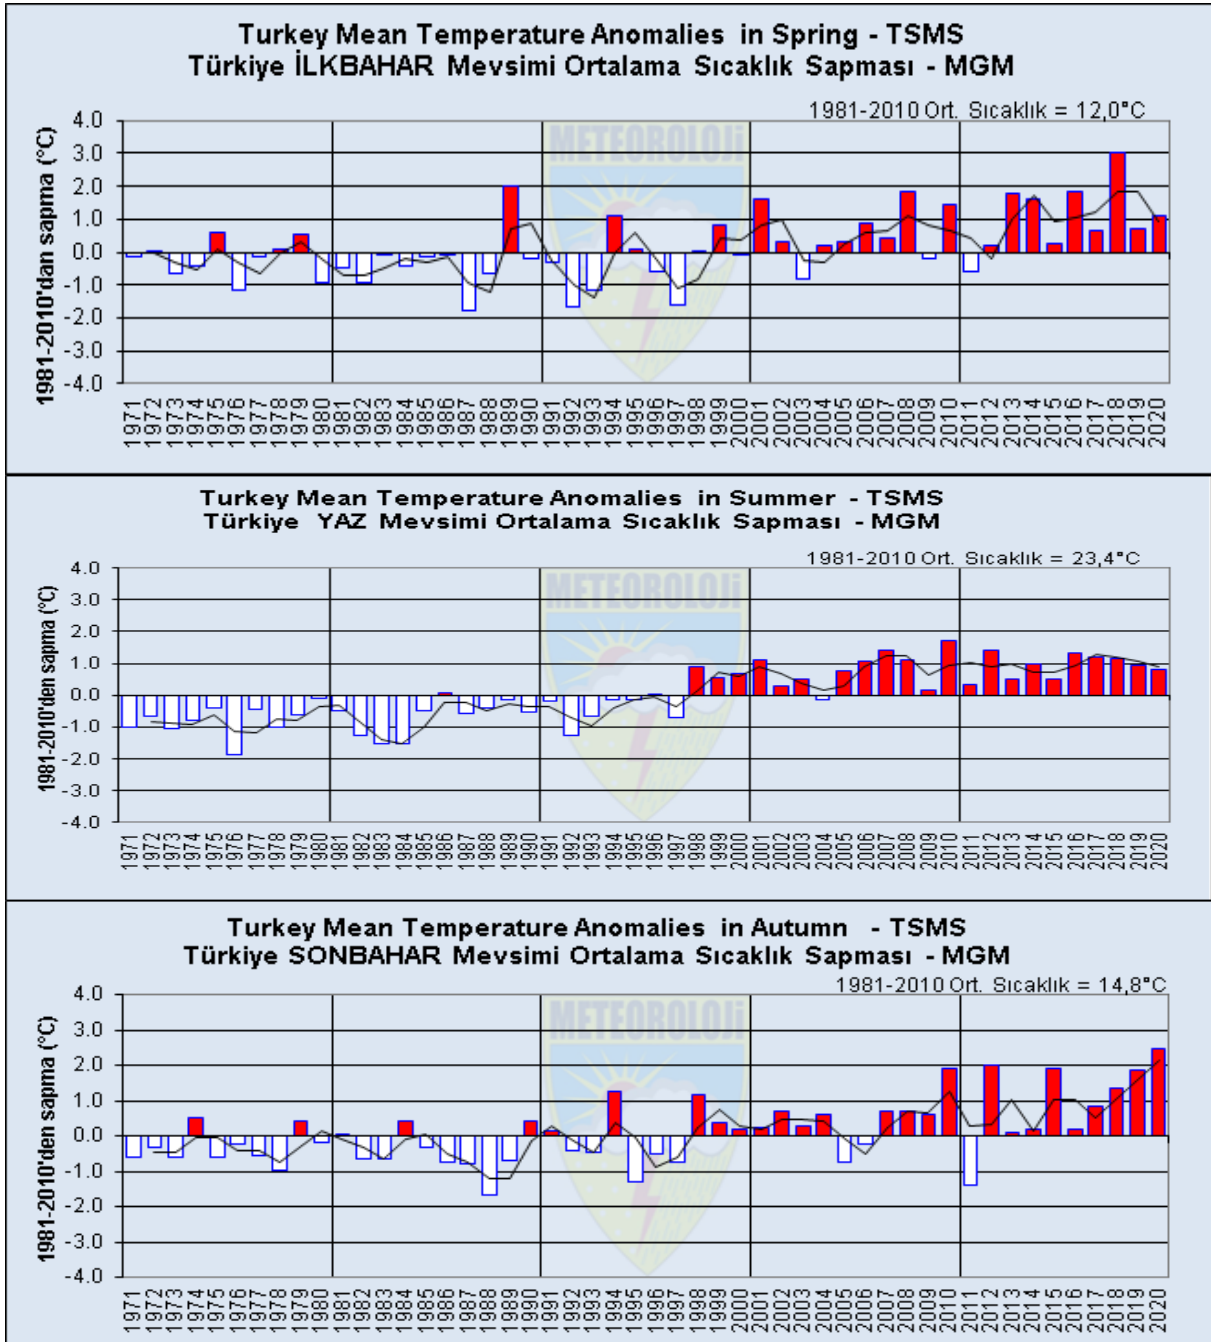 Turkey Mean Temperature Anomalies in Spring - TSMS
Türkiye İLKBAHAR Mevsimi Ortalama Sıcaklık Sapması - MGM
1981-2010 Ort. Sıcaklık = 12,0°C
1981-2010'dan sapma (°C)
METEOROLOJi
4.0
3.0
2.0
1.0
0.0
-1.0
-2.0
-3.0
-4.0
1971 1972 1973 1974 1975 1976 1977 1978 1979 1980 1981 1982 1983 1984 1985 1986 1987 1988 1989 1990 1991 1992 1993 1994 1995 1996 1997 1998 1999 2000 2001 2002 2003 2004 2005 2006 2007 2008 2009 2010 2011 2012 2013 2014 2015 2016 2017 2018 2019 2020
Turkey Mean Temperature Anomalies in Summer - TSMS
Türkiye YAZ Mevsimi Ortalama Sıcaklık Sapması - MGM
1981-2010 Ort. Sıcaklık = 23,4°C
1981-2010'den sapma (°C)
METEOROLOJi
4.0
3.0
2.0
1.0
0.0
-1.0
-2.0
-3.0
-4.0
1971 1972 1973 1974 1975 1976 1977 1978 1979 1980 1981 1982 1983 1984 1985 1986 1987 1988 1989 1990 1991 1992 1993 1994 1995 1996 1997 1998 1999 2000 2001 2002 2003 2004 2005 2006 2007 2008 2009 2010 2011 2012 2013 2014 2015 2016 2017 2018 2019 2020
Turkey Mean Temperature Anomalies in Autumn - TSMS
Türkiye SONBAHAR Mevsimi Ortalama Sıcaklık Sapması - MGM
1981-2010 Ort. Sıcaklık = 14,8°C
1981-2010'den sapma (°C)
METEOROLOJi
4.0
3.0
2.0
1.0
0.0
-1.0
-2.0
-3.0
-4.0
1971 1972 1973 1974 1975 1976 1977 1978 1979 1980 1981 1982 1983 1984 1985 1986 1987 1988 1989 1990 1991 1992 1993 1994 1995 1996 1997 1998 1999 2000 2001 2002 2003 2004 2005 2006 2007 2008 2009 2010 2011 2012 2013 2014 2015 2016 2017 2018 2019 2020